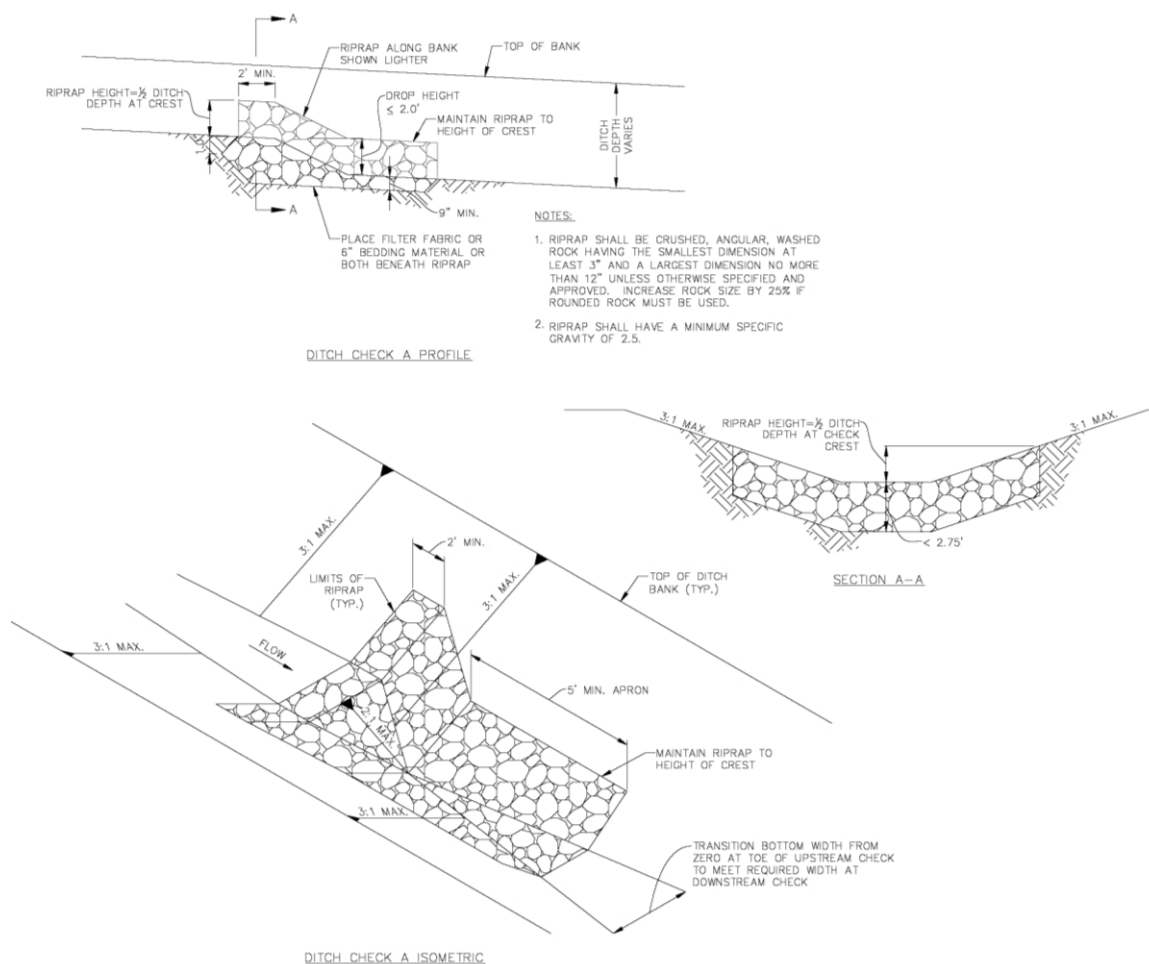 A
RIPRAP ALONG BANK
SHOWN LIGHTER
TOP OF BANK
2' MIN.
RIPRAP HEIGHT=½ DITCH
DEPTH AT CREST
DROP HEIGHT
≤ 2.0'
MAINTAIN RIPRAP TO
HEIGHT OF CREST
DITCH
DEPTH
VARIES
A
9" MIN.
PLACE FILTER FABRIC OR
6" BEDDING MATERIAL OR
BOTH BENEATH RIPRAP
NOTES:
1. RIPRAP SHALL BE CRUSHED, ANGULAR, WASHED
ROCK HAVING THE SMALLEST DIMENSION AT
LEAST 3" AND A LARGEST DIMENSION NO MORE
THAN 12" UNLESS OTHERWISE SPECIFIED AND
APPROVED. INCREASE ROCK SIZE BY 25% IF
ROUNDED ROCK MUST BE USED.
2. RIPRAP SHALL HAVE A MINIMUM SPECIFIC
GRAVITY OF 2.5.
DITCH CHECK A PROFILE
3:1 MAX.
RIPRAP HEIGHT=½ DITCH
DEPTH AT CHECK
CREST
3:1 MAX.
< 2.75'
SECTION A-A
3:1 MAX.
2' MIN.
LIMITS OF
RIPRAP
(TYP.)
3:1 MAX.
TOP OF DITCH
BANK (TYP.)
FLOW
3:1 MAX.
5' MIN. APRON
2:1 MAX.
MAINTAIN RIPRAP TO
HEIGHT OF CREST
3:1 MAX.
TRANSITION BOTTOM WIDTH FROM
ZERO AT TOE OF UPSTREAM CHECK
TO MEET REQUIRED WIDTH AT
DOWNSTREAM CHECK
DITCH CHECK A ISOMETRIC